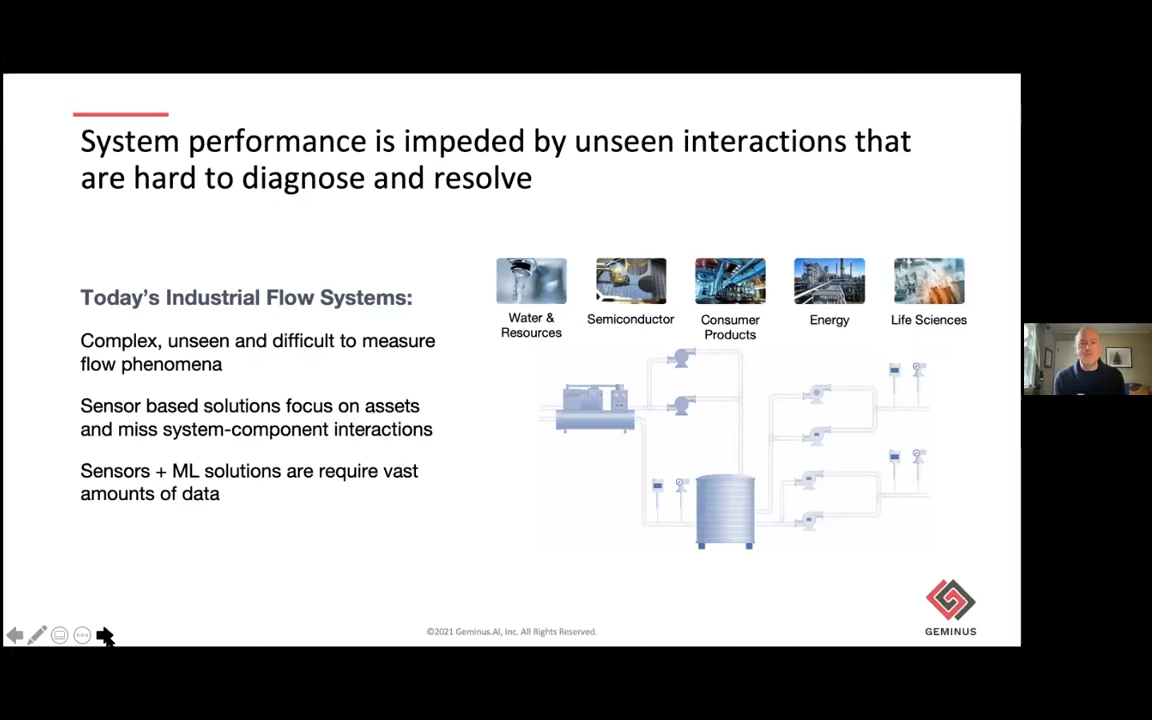 System performance is impeded by unseen interactions that
are hard to diagnose and resolve
Today's Industrial Flow Systems:
Complex, unseen and difficult to measure
flow phenomena
Sensor based solutions focus on assets
and miss system-component interactions
Sensors + ML solutions are require vast
amounts of data
Water &
Resources
Semiconductor
Consumer
Products
Energy
Life Sciences
©2021 Geminus.AI, Inc. All Rights Reserved.
GEMINUS